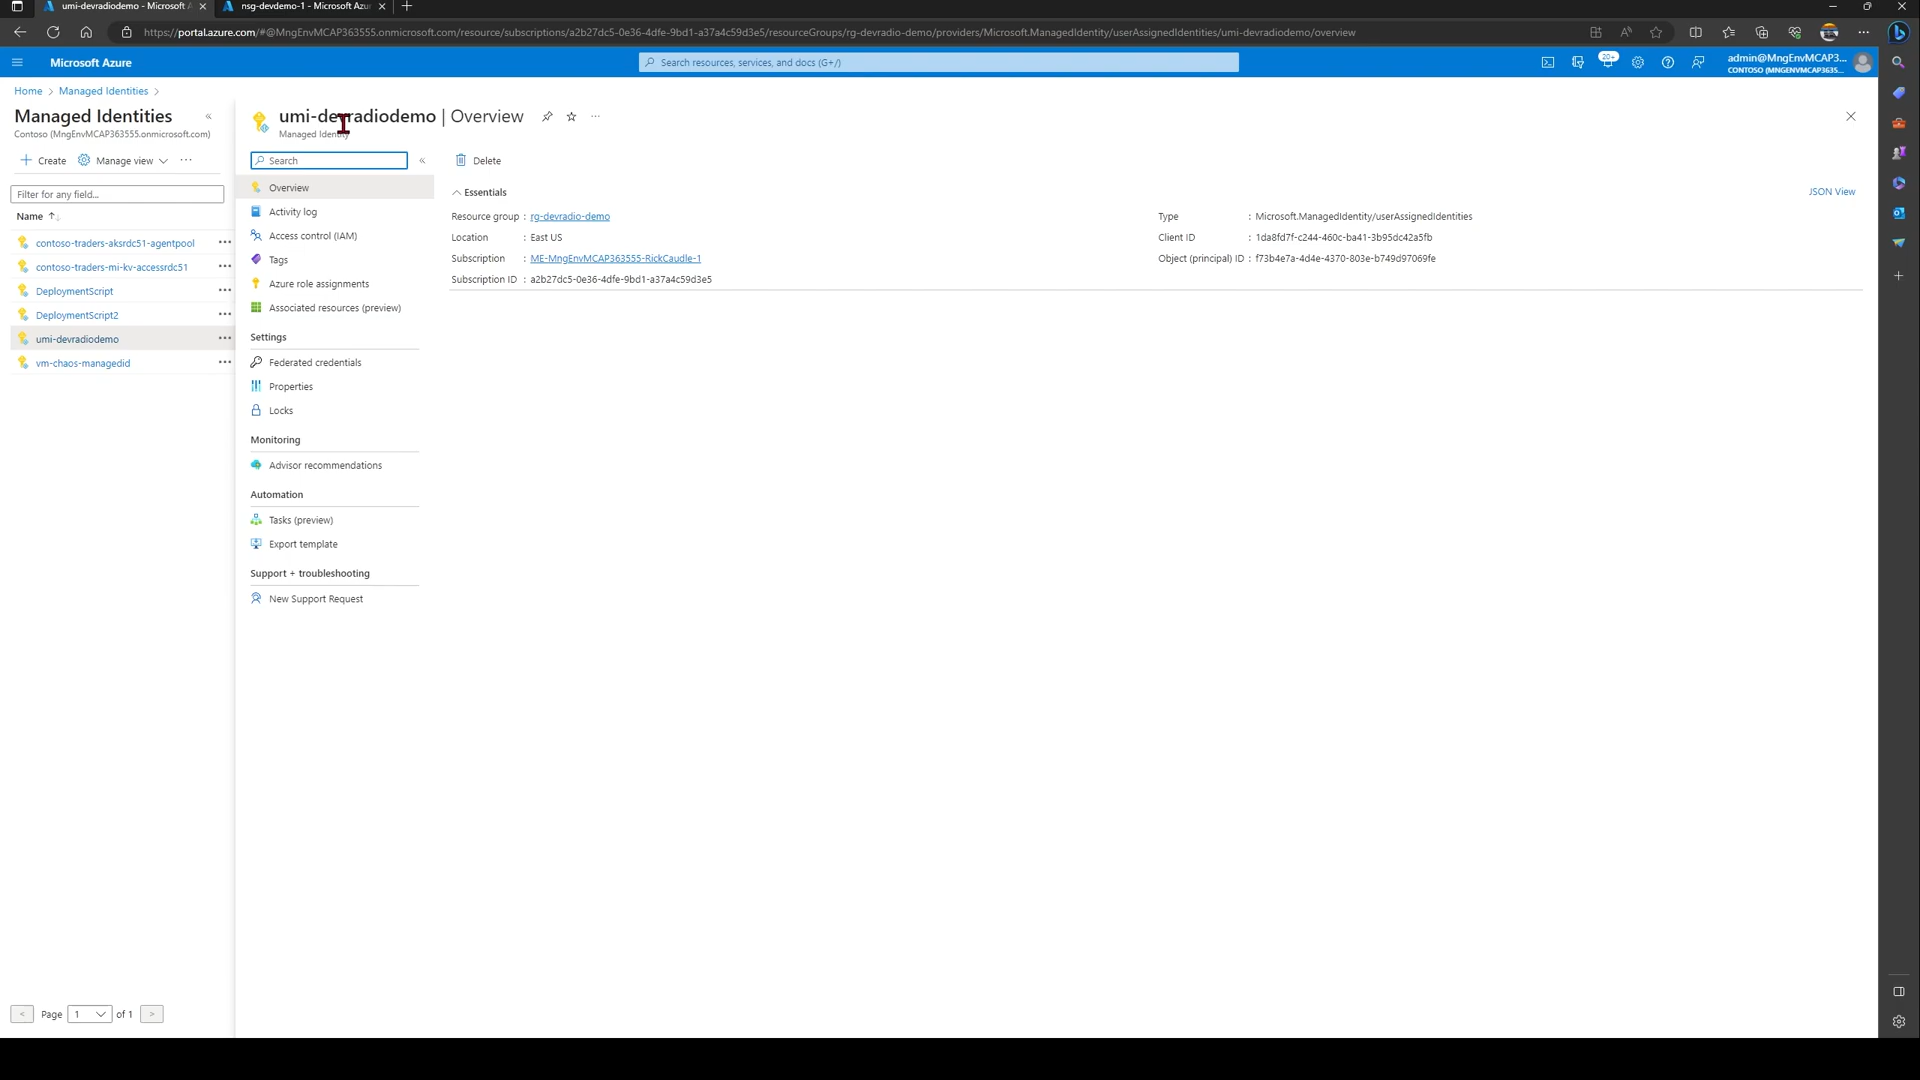 umi-devradiodemo - Microsoft A
nsg-devdemo-1 - Microsoft Azur
https://portal.azure.com/#@MngEnvMCAP363555.onmicrosoft.com/resource/subscriptions/a2b27dc5-0e36-4dfe-9bd1-a37a4c59d3e5/resourceGroups/rg-devradio-demo/providers/Microsoft.ManagedIdentity/userAssignedIdentities/umi-devradiodemo/overview
Microsoft Azure
Search resources, services, and docs (G+/)
20+
admin@MngEnvMCAP3...
CONTOSO (MNGENVMCAP3635...
Home > Managed Identities >
Managed Identities
Contoso (MngEnvMCAP363555.onmicrosoft.com)
+ Create
Manage view
...
Filter for any field...
Name
contoso-traders-aksrdc51-agentpool
contoso-traders-mi-kv-accessrdc51
DeploymentScript
DeploymentScript2
umi-devradiodemo
vm-chaos-managedid
< Page 1 of 1 >
umi-devradiodemo | Overview
Managed Identity
Search
Overview
Activity log
Access control (IAM)
Tags
Azure role assignments
Associated resources (preview)
Settings
Federated credentials
Properties
Locks
Monitoring
Advisor recommendations
Automation
Tasks (preview)
Export template
Support + troubleshooting
New Support Request
Delete
Essentials
JSON View
Resource group : rg-devradio-demo
Location : East US
Subscription : ME-MngEnvMCAP363555-RickCaudle-1
Subscription ID : a2b27dc5-0e36-4dfe-9bd1-a37a4c59d3e5
Type : Microsoft.ManagedIdentity/userAssignedIdentities
Client ID : 1da8fd7f-c244-460c-ba41-3b95dc42a5fb
Object (principal) ID : f73b4e7a-4d4e-4370-803e-b749d97069fe